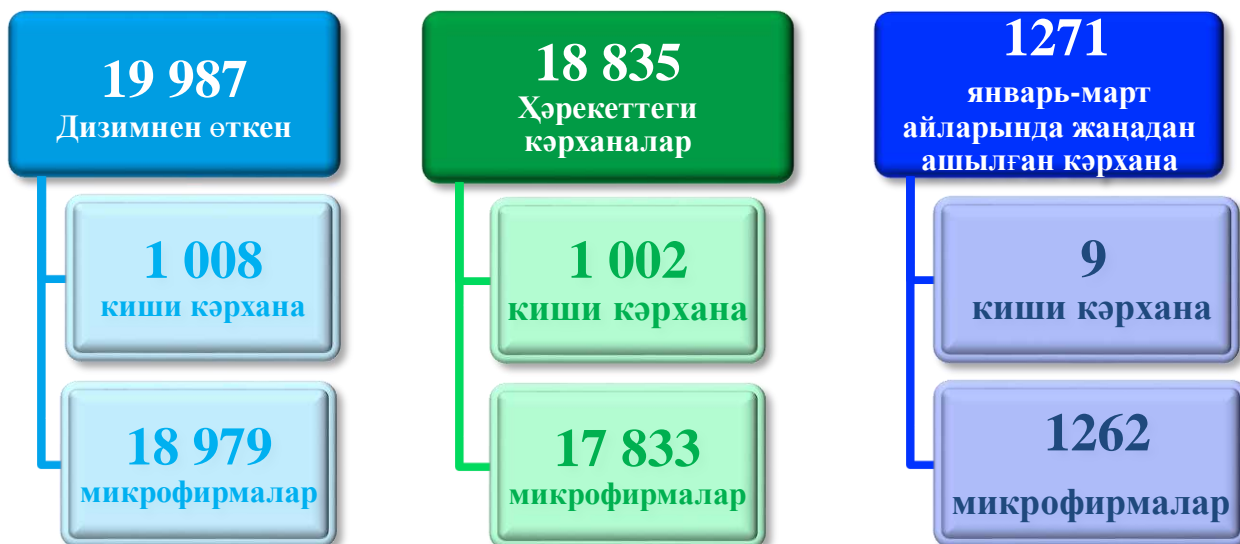 19 987
Дизимнен өткен
1 008
киши кәрхана
18 979
микрофирмалар
18 835
Ҳәрекеттеги
кәрханалар
1 002
киши кәрхана
17 833
микрофирмалар
1271
январь-март
айларында жаңадан
ашылған кәрхана
9
киши кәрхана
1262
микрофирмалар